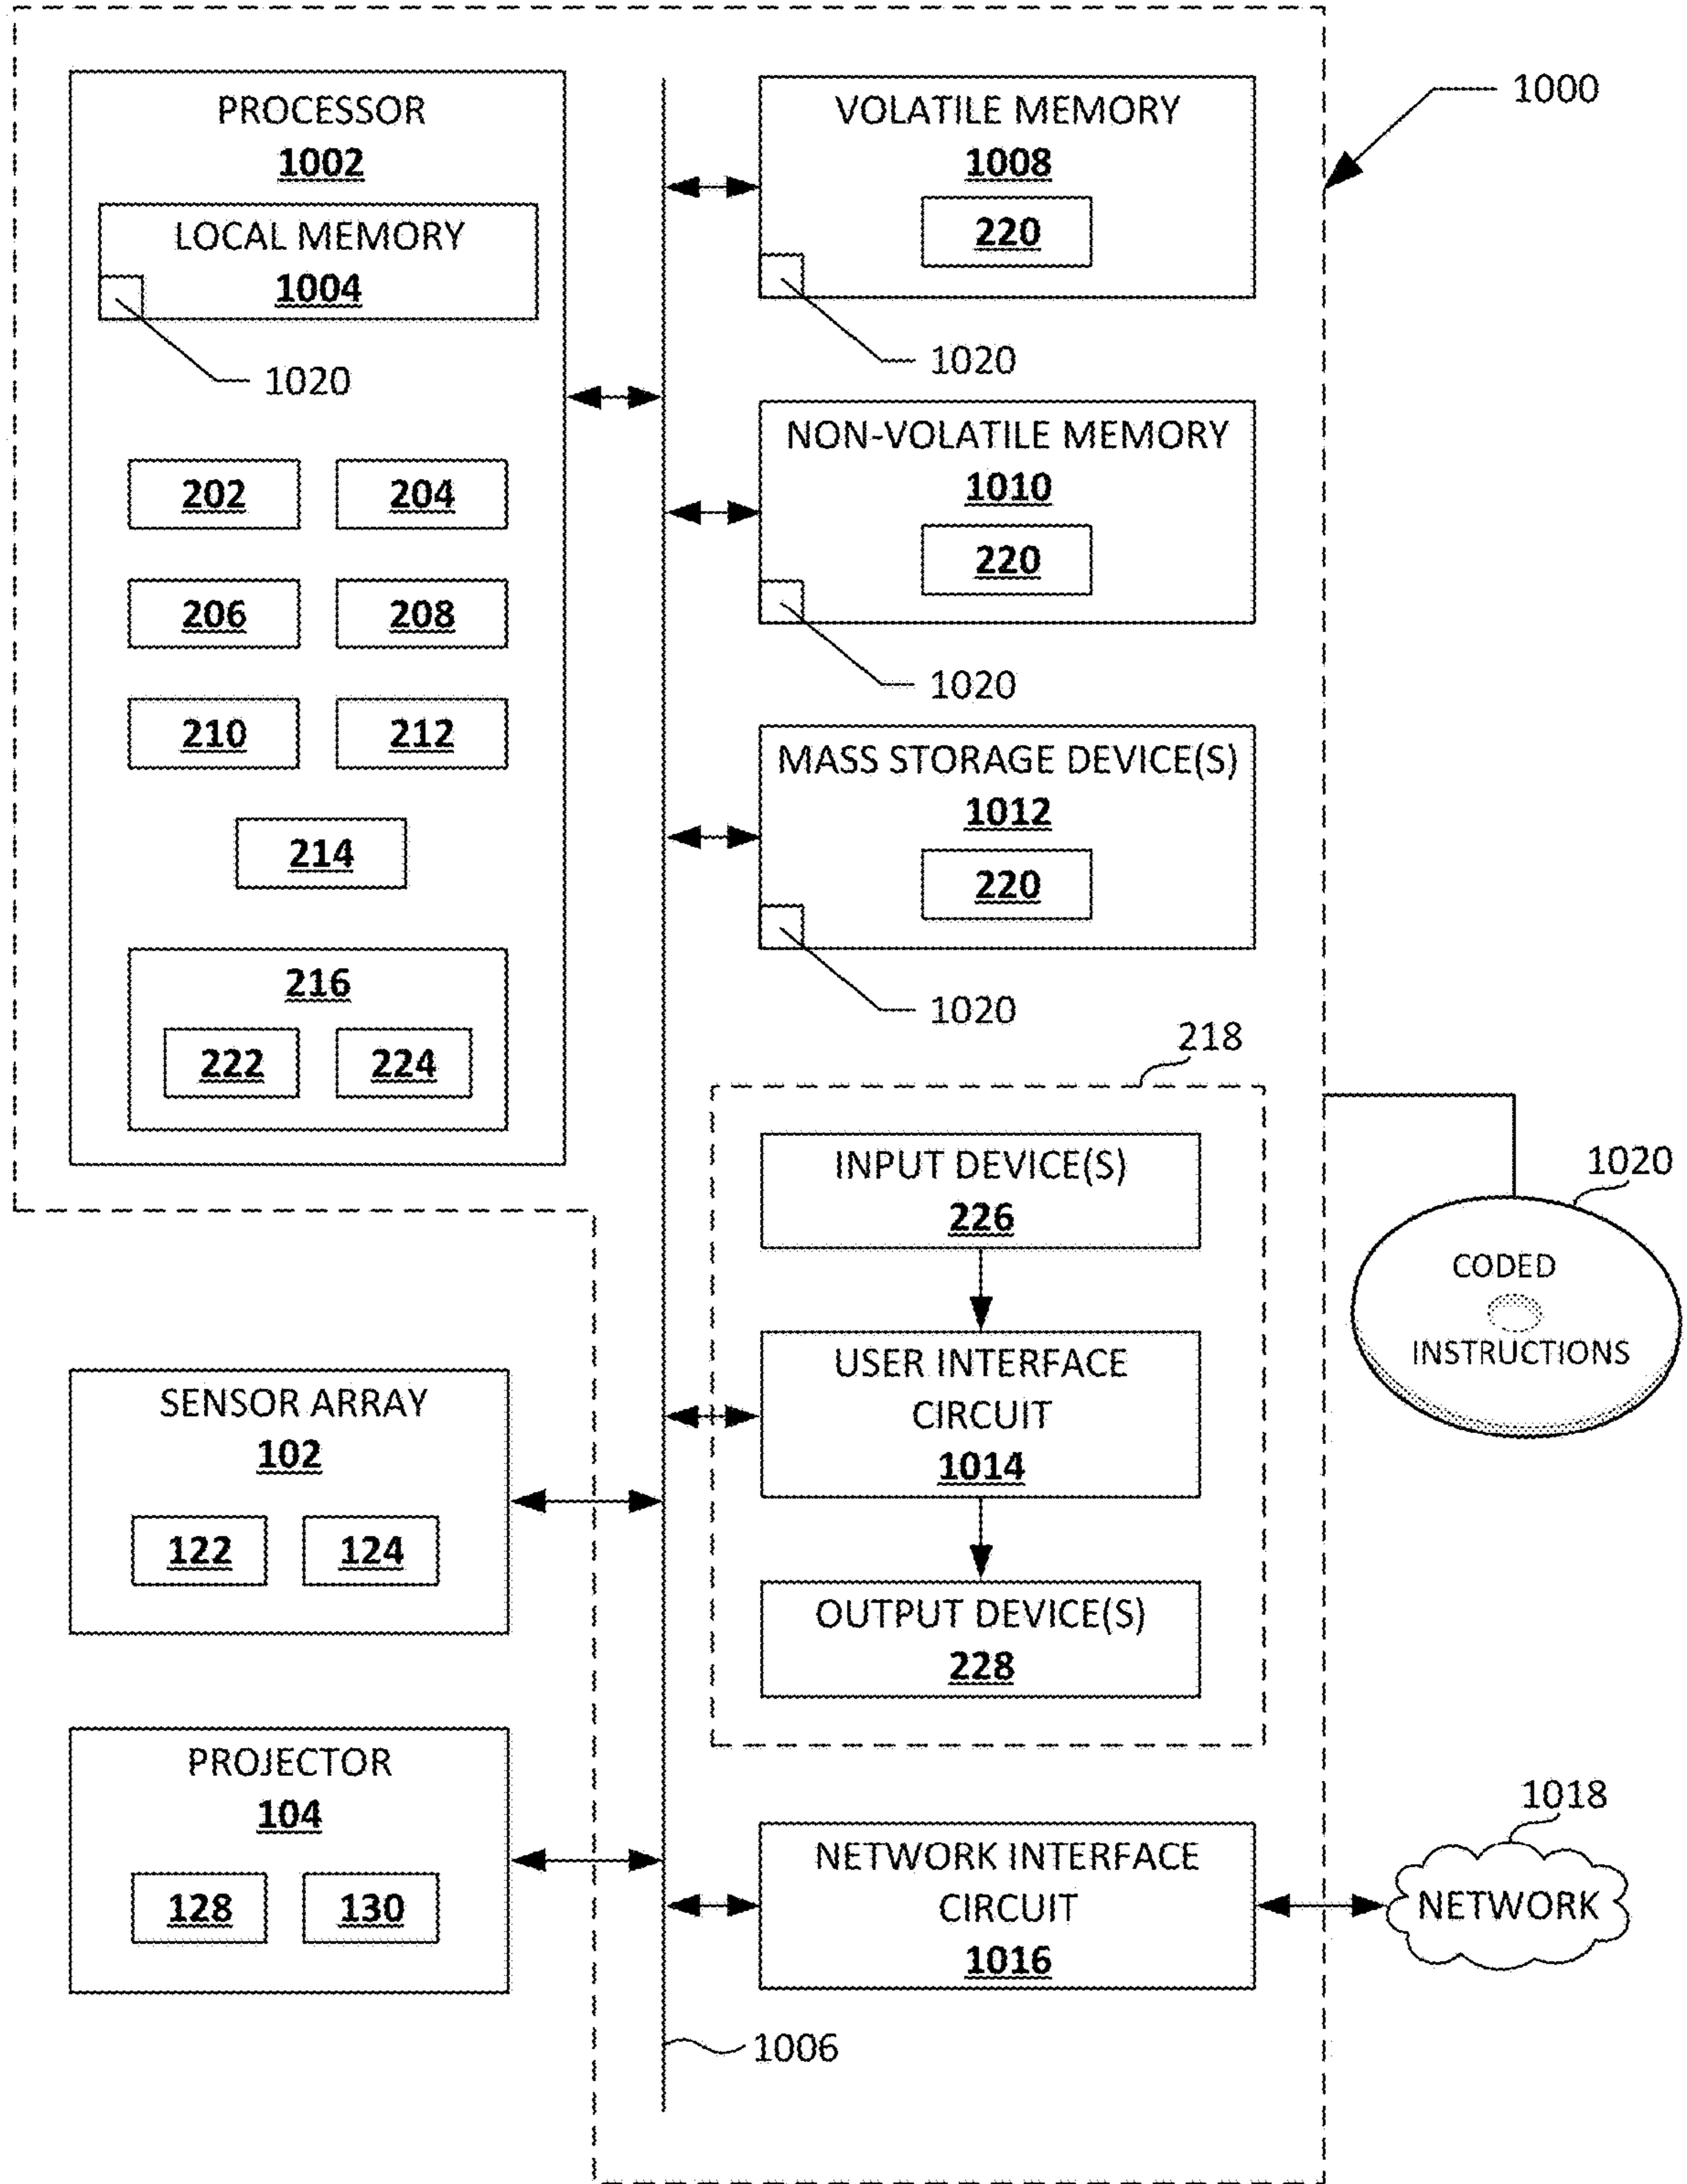 1000
PROCESSOR
1002
LOCAL MEMORY
1004
1020
202
204
206
208
210
212
214
216
222
224
VOLATILE MEMORY
1008
220
1020
NON-VOLATILE MEMORY
1010
220
1020
MASS STORAGE DEVICE(S)
1012
220
1020
218
INPUT DEVICE(S)
226
USER INTERFACE
CIRCUIT
1014
OUTPUT DEVICE(S)
228
1020
CODED
INSTRUCTIONS
SENSOR ARRAY
102
122
124
PROJECTOR
104
128
130
NETWORK INTERFACE
CIRCUIT
1016
1018
NETWORK
1006